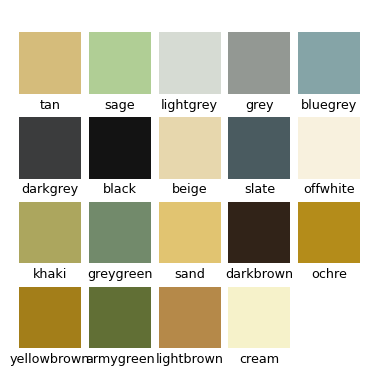 tan sage lightgrey grey bluegrey
darkgrey black beige slate offwhite
khaki greygreen sand darkbrown ochre
yellowbrown armygreen lightbrown cream